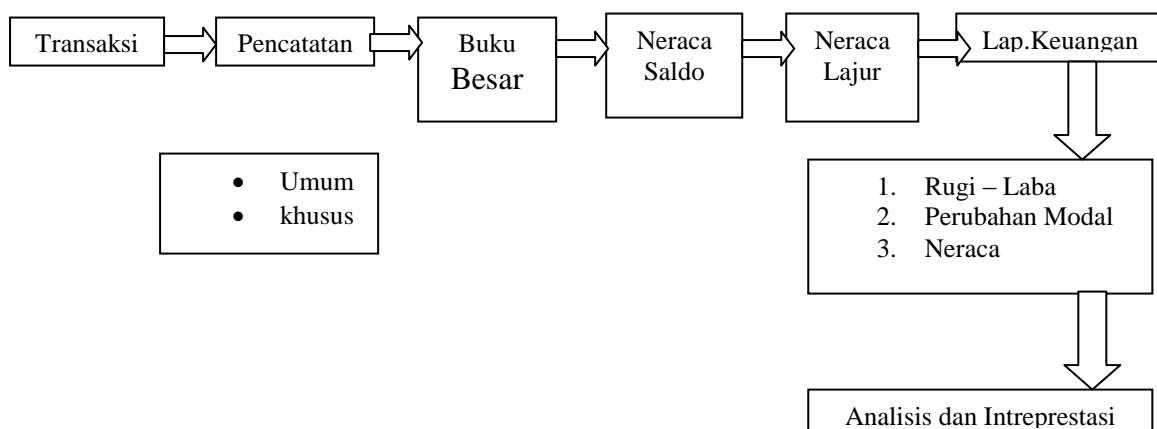 Transaksi
Pencatatan
Buku
Besar
Neraca
Saldo
Neraca
Lajur
Lap.Keuangan
• Umum
• khusus
1. Rugi – Laba
2. Perubahan Modal
3. Neraca
Analisis dan Intreprestasi